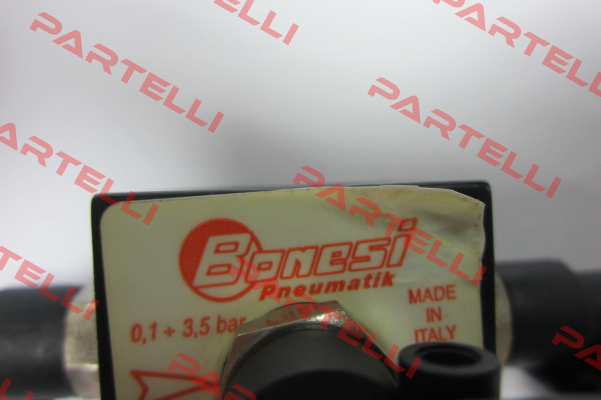 Bonesi
Pneumatik
0,1 ÷ 3,5 bar
MADE
IN
ITALY
PARTELLI
PARTELLI
PARTELLI
PARTELLI
PARTELLI
PARTELLI
PARTELLI